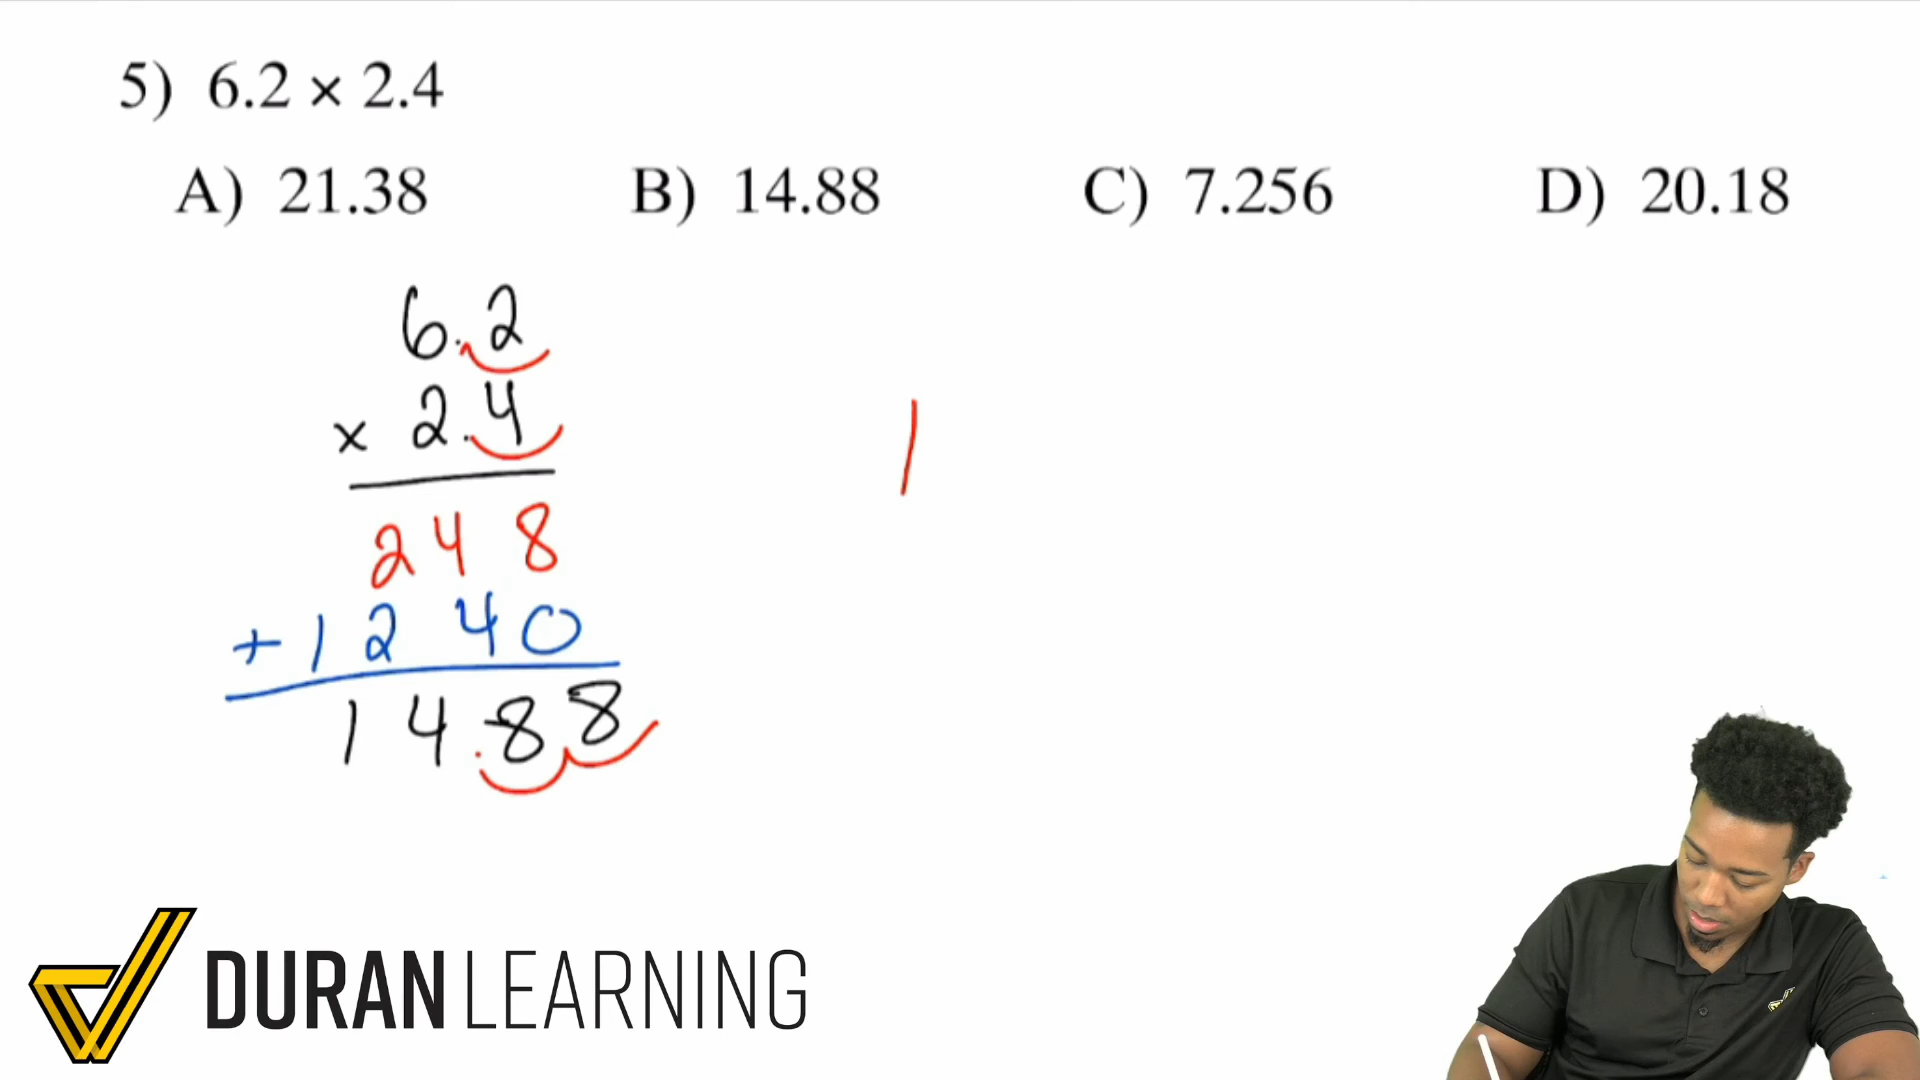 5) 6.2 × 2.4
A) 21.38 B) 14.88 C) 7.256 D) 20.18
6.2
× 2.4
248
+1240
14.88
1
DURAN LEARNING